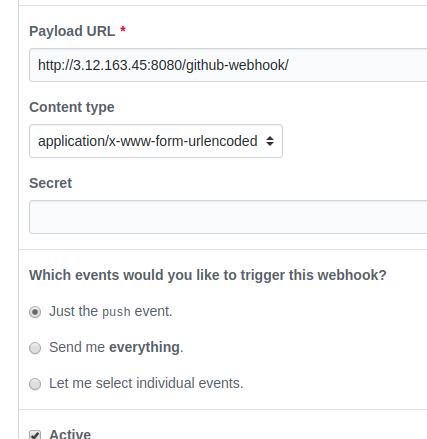 Payload URL *
http://3.12.163.45:8080/github-webhook/
Content type
application/x-www-form-urlencoded
Secret
Which events would you like to trigger this webhook?
Just the push event.
Send me everything.
Let me select individual events.
Active